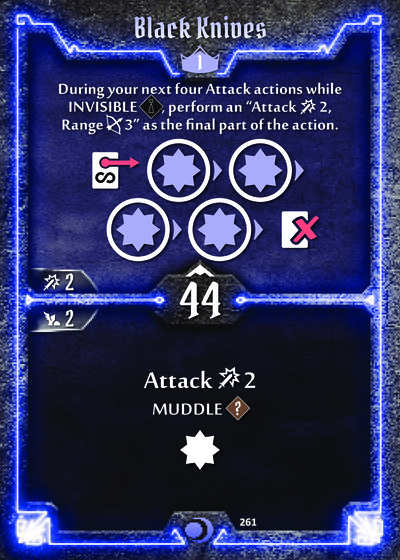 Black Knives
1
During your next four Attack actions while
INVISIBLE, perform an “Attack 2,
Range 3” as the final part of the action.
2
44
2
Attack 2
MUDDLE ?
261